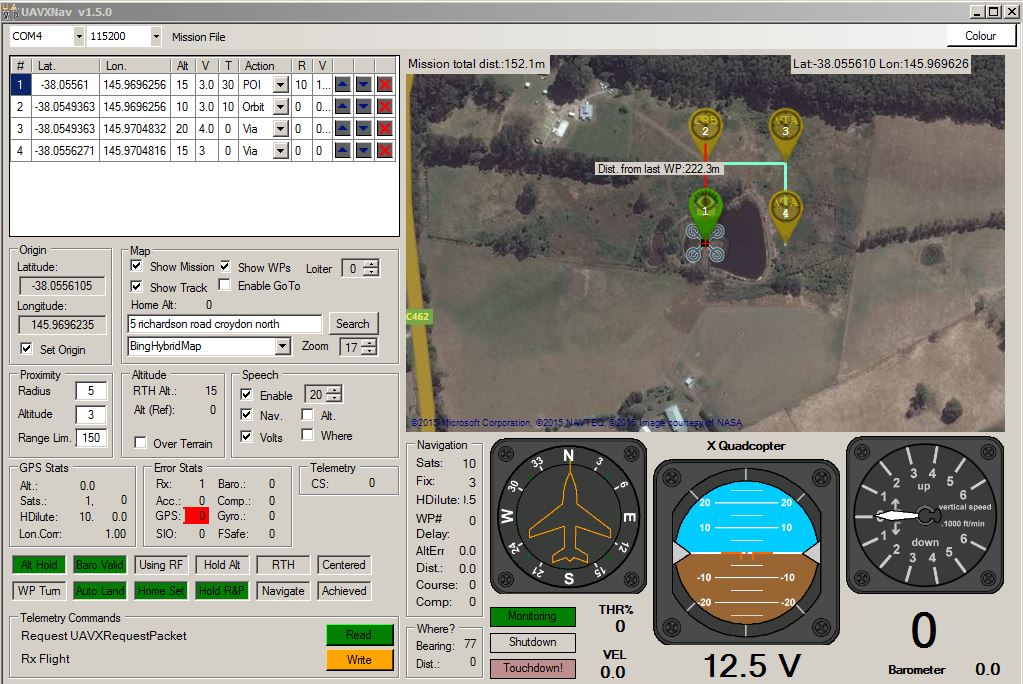 UAVXNav v1.5.0
COM4 115200 Mission File Colour
# Lat. Lon. Alt V T Action R V
1 -38.05561 145.9696256 15 3.0 30 POI 10 1...
2 -38.0549363 145.9696256 10 3.0 10 Orbit 0 0...
3 -38.0549363 145.9704832 20 4.0 0 Via 0 0...
4 -38.0556271 145.9704816 15 3 0 Via 0 0...
Mission total dist.:152.1m
Lat:-38.055610 Lon:145.969626
ORB 2
VIA 3
Dist. from last WP:222.3m
1
VIA 4
C462
©2015 Microsoft Corporation, ©2015 NAVTEQ, ©2015 Image courtesy of NASA
Origin
Latitude:
-38.0556105
Longitude:
145.9696235
Set Origin
Map
Show Mission Show WPs Loiter 0
Show Track Enable GoTo
Home Alt: 0
5 richardson road croydon north Search
BingHybridMap Zoom 17
Proximity
Radius 5
Altitude 3
Range Lim. 150
Altitude
RTH Alt.: 15
Alt (Ref): 0
Over Terrain
Speech
Enable 20
Nav. Alt.
Volts Where
GPS Stats
Alt.: 0.0
Sats.: 1, 0
HDilute: 10. 0.0
Lon.Corr: 1.00
Error Stats
Rx: 1 Baro.: 0
Acc.: 0 Comp.: 0
GPS: 0 Gyro.: 0
SIO: 0 FSafe: 0
Telemetry
CS: 0
Alt Hold Baro Valid Using RF Hold Alt RTH Centered
WP Turn Auto Land Home Set Hold R&P Navigate Achieved
Telemetry Commands
Request UAVXRequestPacket Read
Rx Flight Write
Navigation
Sats: 10
Fix: 3
HDilute: ).5
WP# 0
Delay:
AltErr 0.0
Dist.: 0.0
Course: 0
Comp: 0
Where?
Bearing: 77
Dist.: 0
N 3 6 E 12 15 S 21 24 W 30 33
Monitoring
Shutdown
Touchdown!
THR%
0
VEL
0.0
X Quadcopter
20 20
10 10
-10 -10
-20 -20
12.5 V
1 2 3 4 5 6
up
vertical speed
.1000 ft/min
down
1 2 3 4 5 6
0
Barometer 0.0